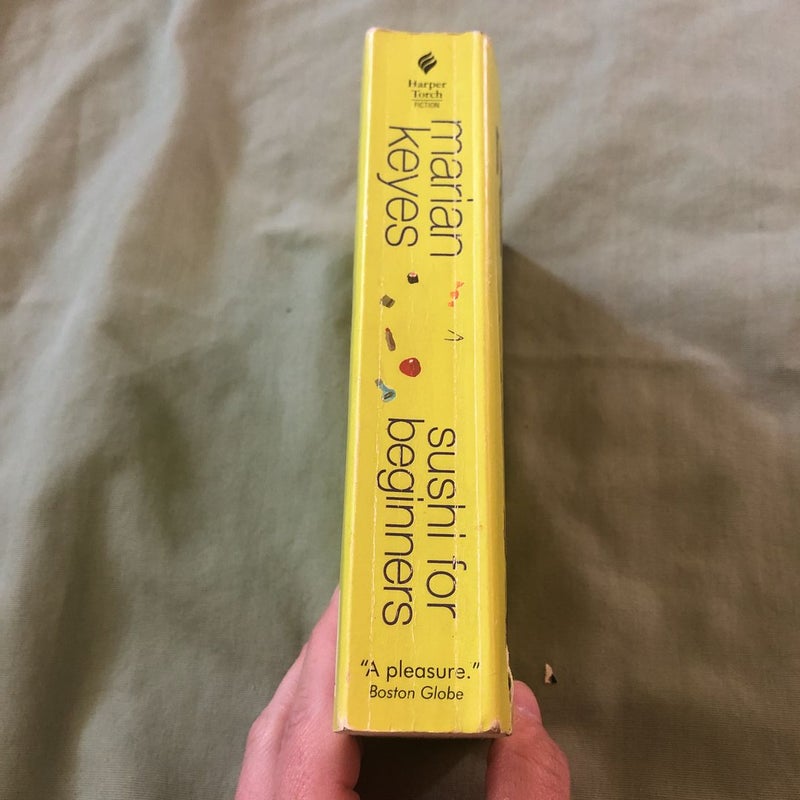 Harper
Torch
FICTION
marian
keyes
sushi for
beginners
“A pleasure.”
Boston Globe